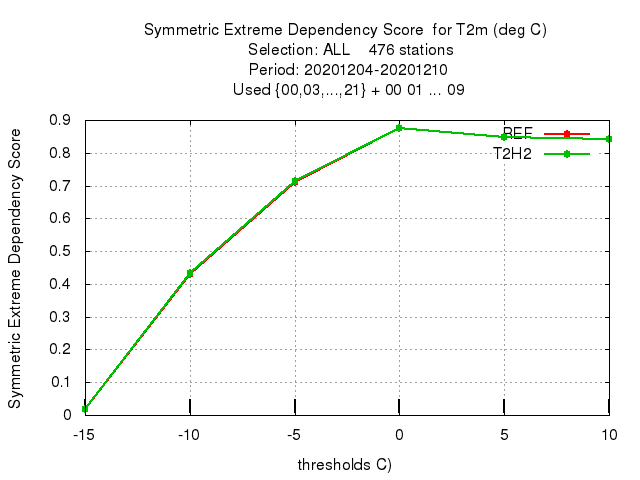 Symmetric Extreme Dependency Score  for T2m (deg C)
Selection: ALL    476 stations
Period: 20201204-20201210
Used {00,03,...,21} + 00 01 ... 09
Symmetric Extreme Dependency Score
0.9
0.8
0.7
0.6
0.5
0.4
0.3
0.2
0.1
0
REF
T2H2
-15
-10
-5
0
5
10
thresholds C)